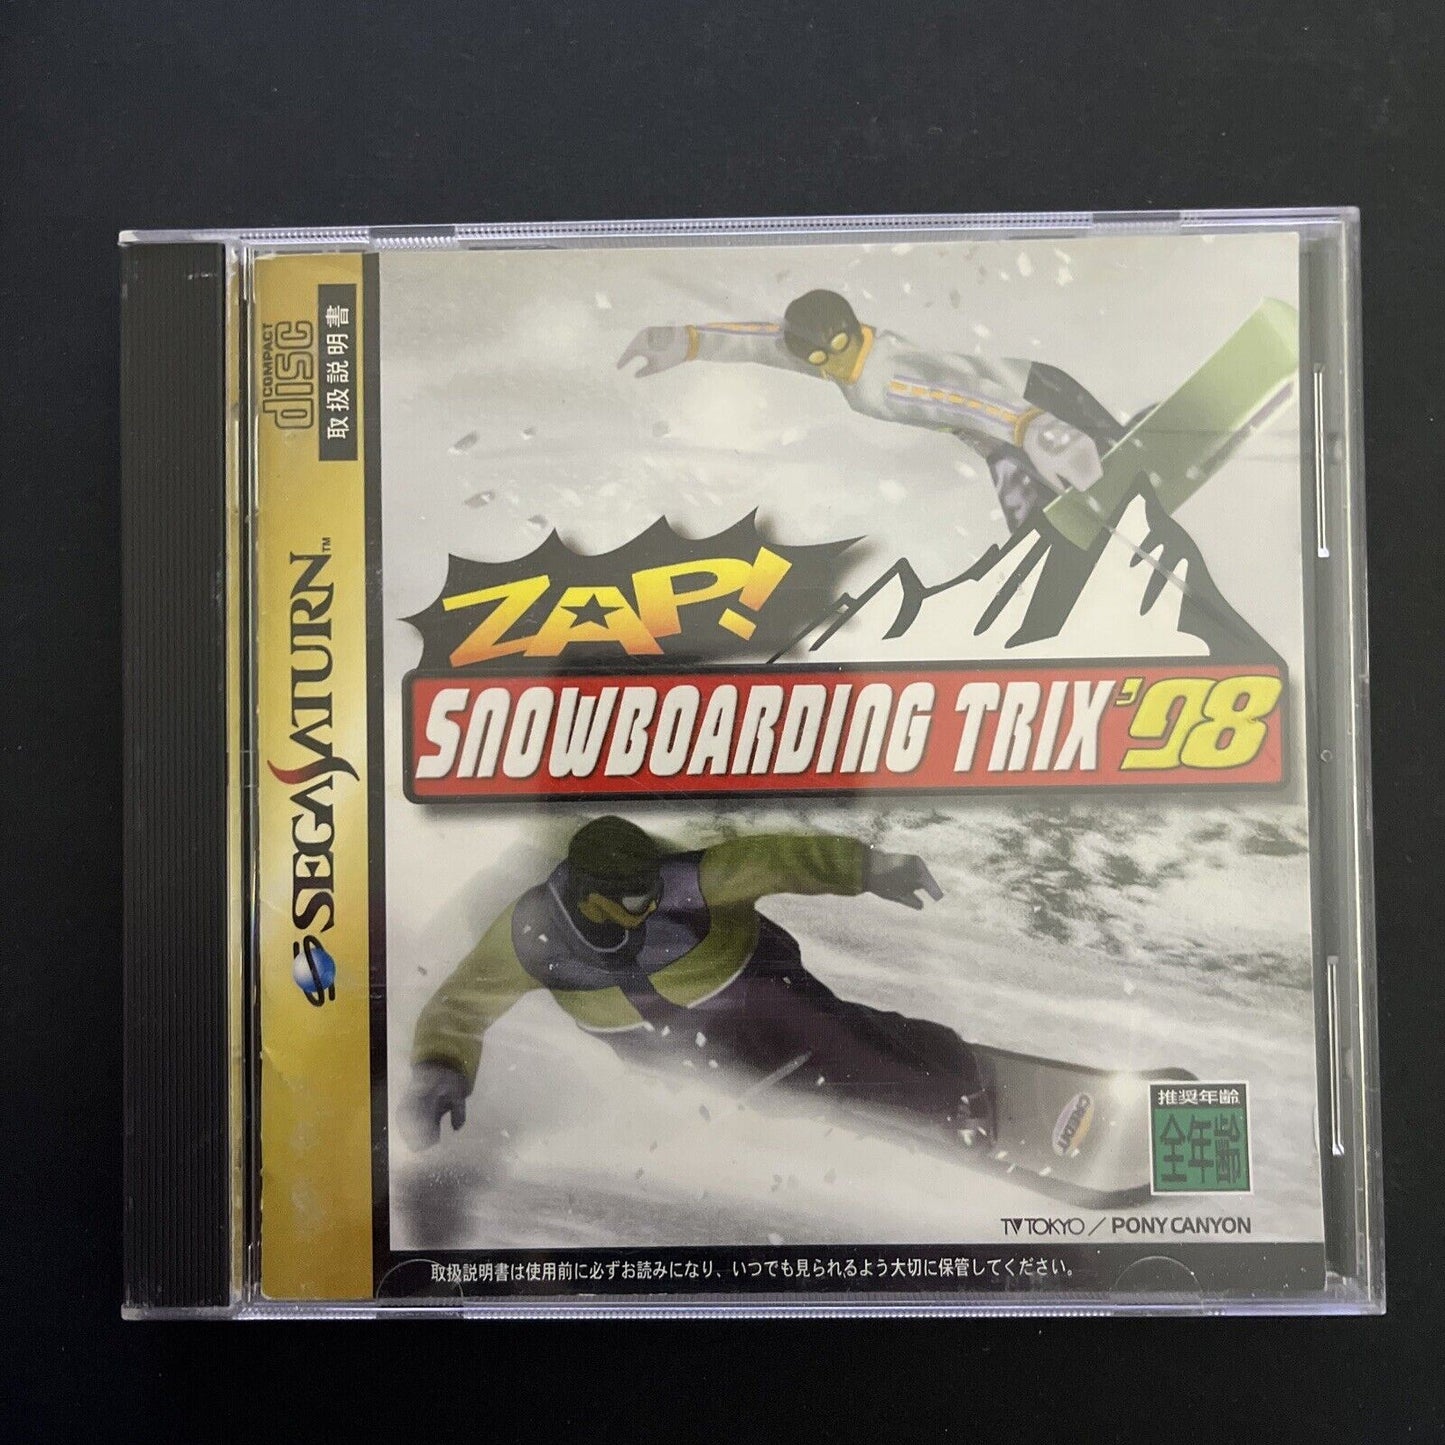 COMPACT
disc
取扱説明書
SEGA SATURN™
ZAP!
SNOWBOARDING TRIX '98
CREDIT
推奨年齢
全年齢
TV TOKYO / PONY CANYON
取扱説明書は使用前に必ずお読みになり、いつでも見られるよう大切に保管してください。